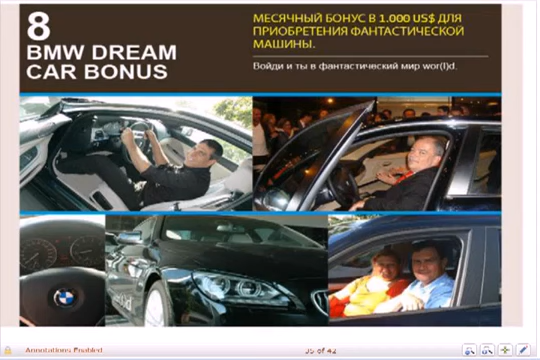 8
BMW DREAM
CAR BONUS
МЕСЯЧНЫЙ БОНУС В 1.000 US$ ДЛЯ
ПРИОБРЕТЕНИЯ ФАНТАСТИЧЕСКОЙ
МАШИНЫ.
Войди и ты в фантастический мир wor(l)d.
Annotations Enabled
of 42